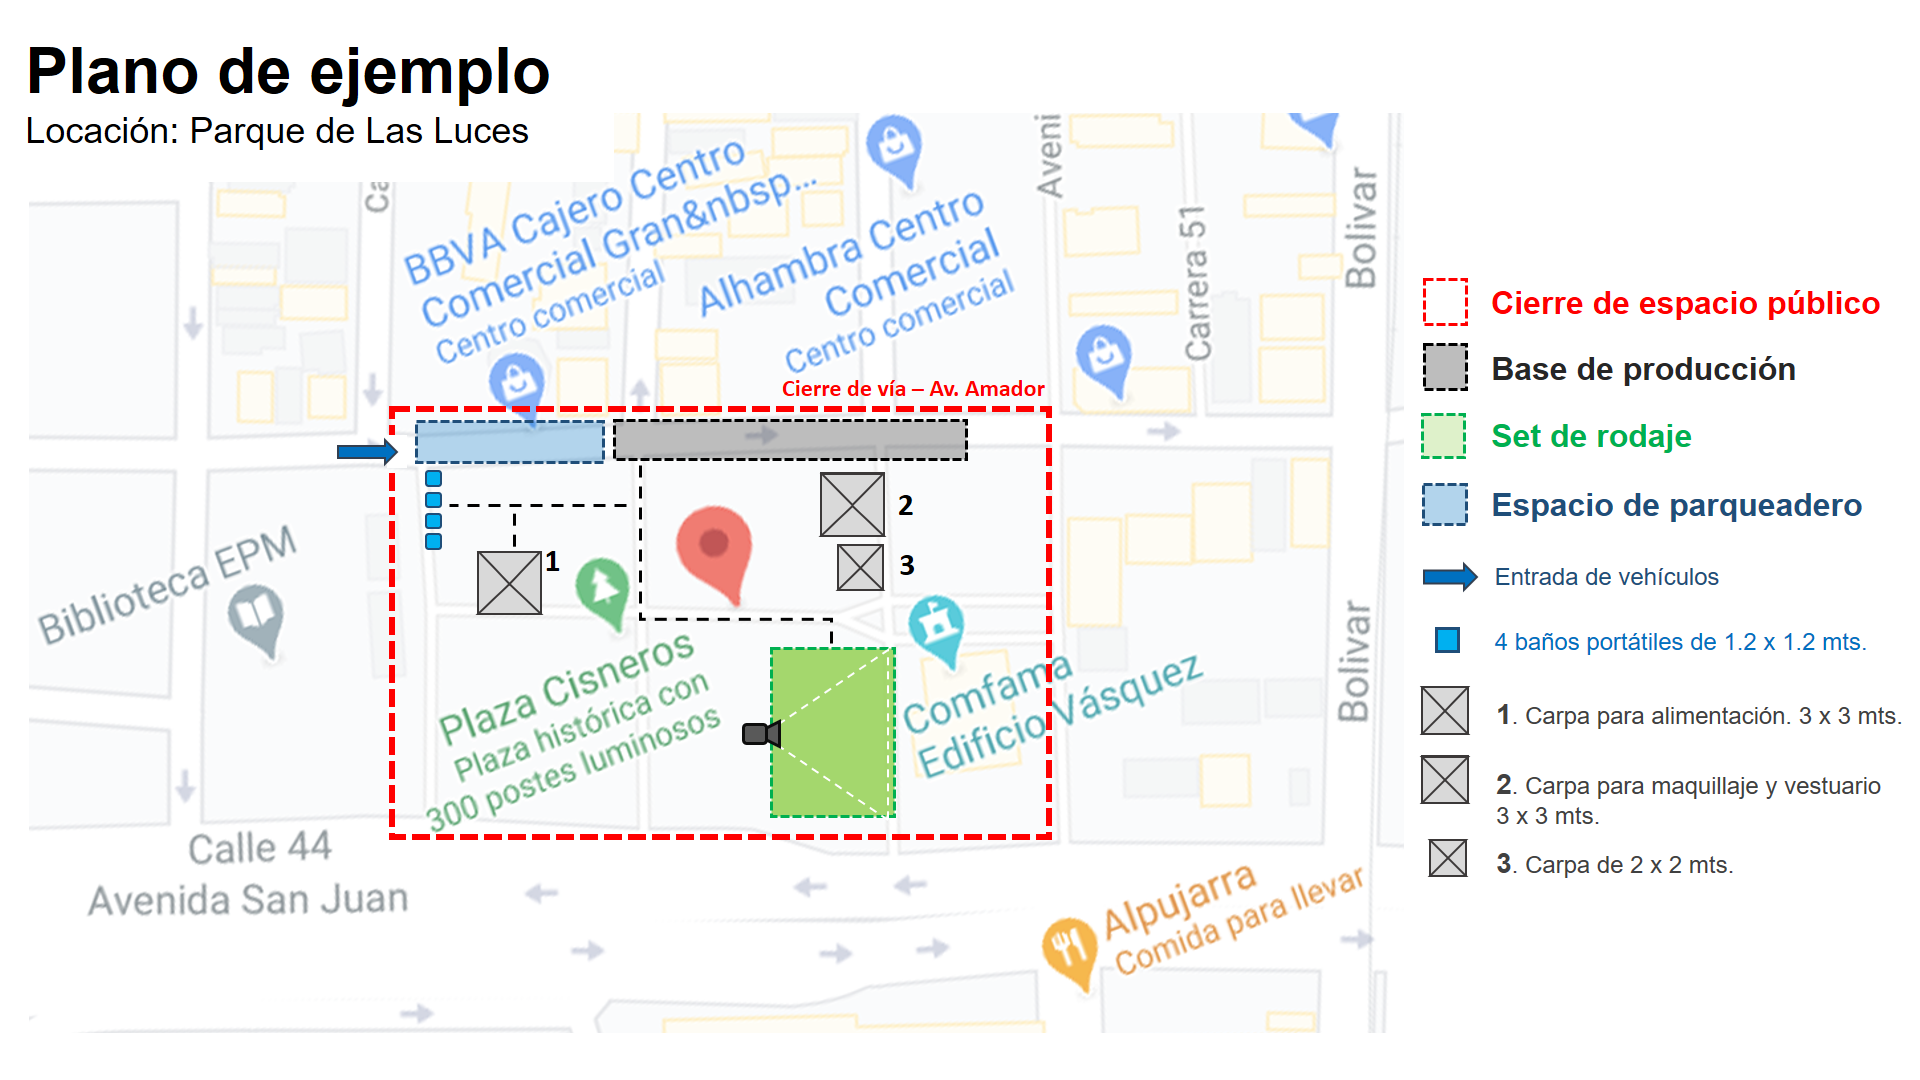 Plano de ejemplo
Locación: Parque de Las Luces
BBVA Cajero Centro
Comercial Gran&nbsp...
Centro comercial
Alhambra Centro
Comercial
Centro comercial
Ca
Aveni
Carrera 51
Bolivar
Cierre de vía – Av. Amador
Biblioteca EPM
1
2
3
Plaza Cisneros
Plaza histórica con
300 postes luminosos
Comfama
Edificio Vásquez
Bolivar
Calle 44
Avenida San Juan
Alpujarra
Comida para llevar
Cierre de espacio público
Base de producción
Set de rodaje
Espacio de parqueadero
Entrada de vehículos
4 baños portátiles de 1.2 x 1.2 mts.
1. Carpa para alimentación. 3 x 3 mts.
2. Carpa para maquillaje y vestuario
3 x 3 mts.
3. Carpa de 2 x 2 mts.